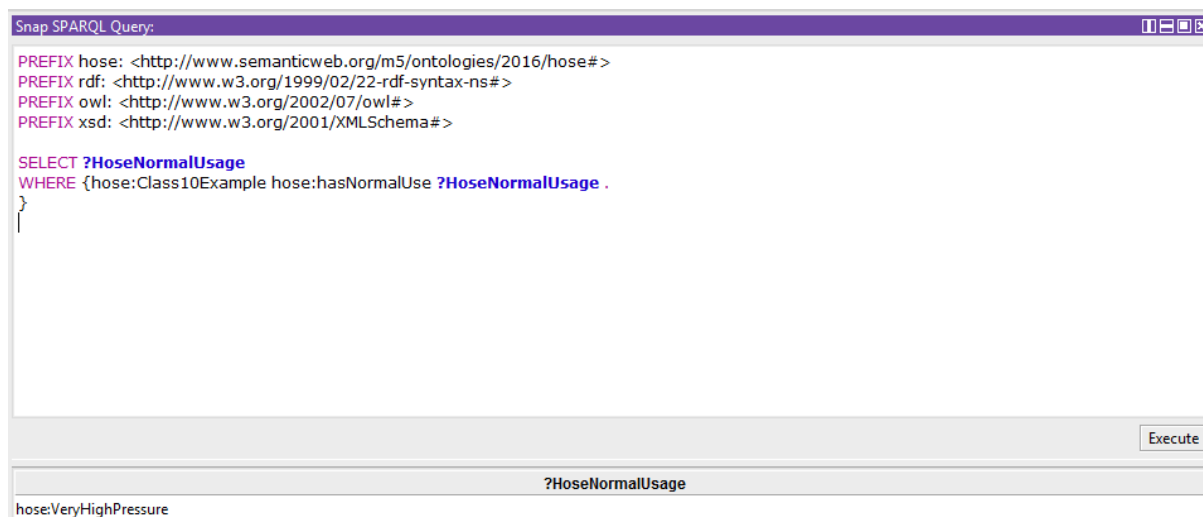 Snap SPARQL Query:
PREFIX hose: <http://www.semanticweb.org/m5/ontologies/2016/hose#>
PREFIX rdf: <http://www.w3.org/1999/02/22-rdf-syntax-ns#>
PREFIX owl: <http://www.w3.org/2002/07/owl#>
PREFIX xsd: <http://www.w3.org/2001/XMLSchema#>
SELECT ?HoseNormalUsage
WHERE {hose:Class10Example hose:hasNormalUse ?HoseNormalUsage .
}
Execute
?HoseNormalUsage
hose:VeryHighPressure